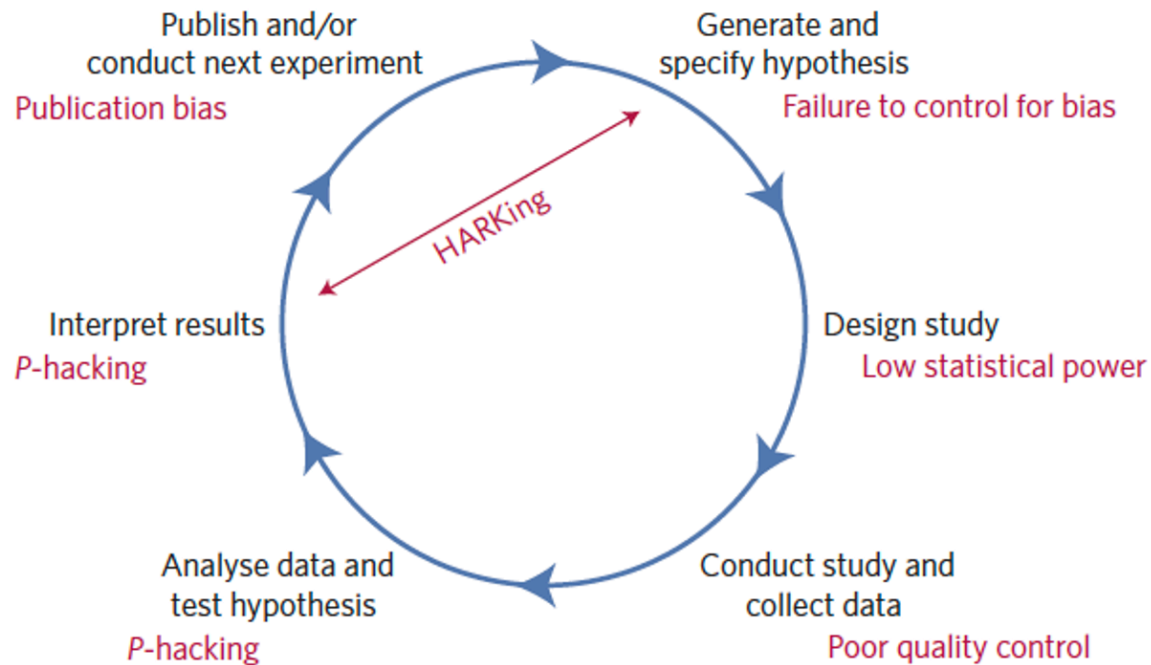 Publish and/or
conduct next experiment
Publication bias
Generate and
specify hypothesis
Failure to control for bias
HARKing
Interpret results
P-hacking
Design study
Low statistical power
Analyse data and
test hypothesis
P-hacking
Conduct study and
collect data
Poor quality control